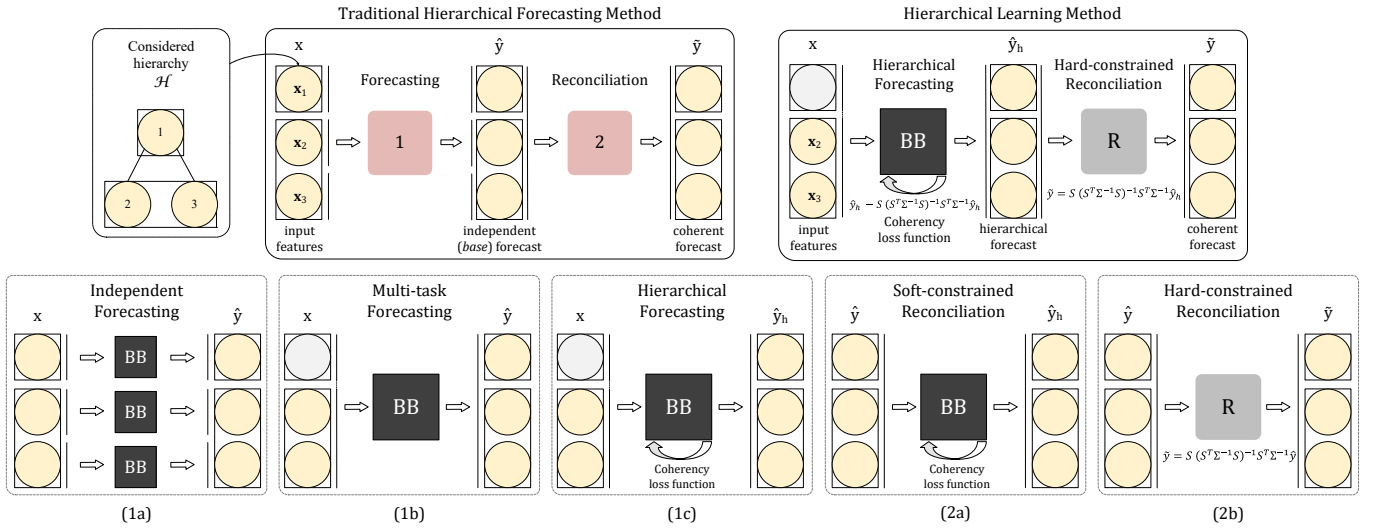 Traditional Hierarchical Forecasting Method
Considered
hierarchy
ℋ
1
2
3
x
ŷ
ỹ
Forecasting
Reconciliation
x₁
x₂
x₃
1
2
input
features
independent
(base) forecast
coherent
forecast
Hierarchical Learning Method
x
ŷₕ
ỹ
Hierarchical
Forecasting
Hard-constrained
Reconciliation
BB
R
x₂
x₃
ŷₕ − S (SᵀΣ⁻¹S)⁻¹SᵀΣ⁻¹ŷₕ
ỹ = S (SᵀΣ⁻¹S)⁻¹SᵀΣ⁻¹ŷₕ
Coherency
loss function
input
features
hierarchical
forecast
coherent
forecast
Independent
Forecasting
x
ŷ
BB
BB
BB
(1a)
Multi-task
Forecasting
x
ŷ
BB
(1b)
Hierarchical
Forecasting
x
ŷₕ
BB
Coherency
loss function
(1c)
Soft-constrained
Reconciliation
ŷ
ŷₕ
BB
Coherency
loss function
(2a)
Hard-constrained
Reconciliation
ŷ
ỹ
R
ỹ = S (SᵀΣ⁻¹S)⁻¹SᵀΣ⁻¹ŷ
(2b)